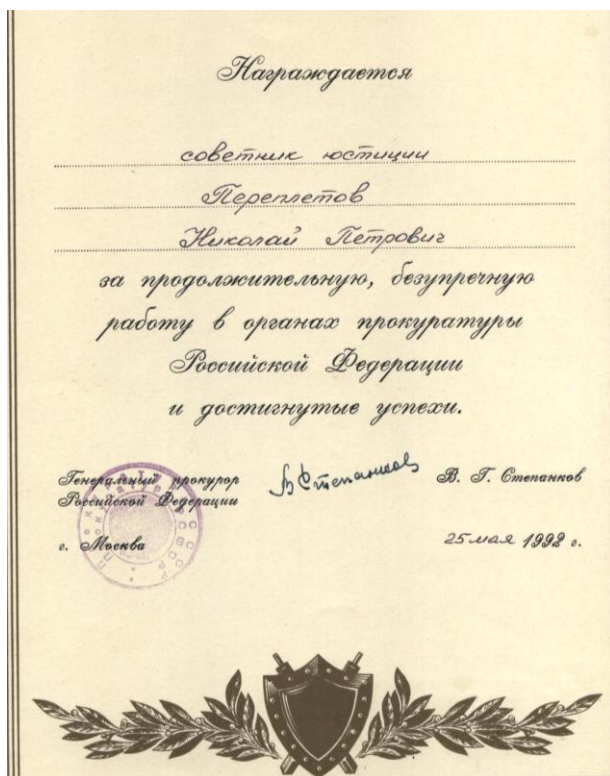 Награждается
советник юстиции
Переплетов
Николай Петрович
за продолжительную, безупречную
работу в органах прокуратуры
Российской Федерации
и достигнутые успехи.
Генеральный прокурор
Российской Федерации
В Степанков
В. Г. Степанков
г. Москва
25 мая 1992 г.